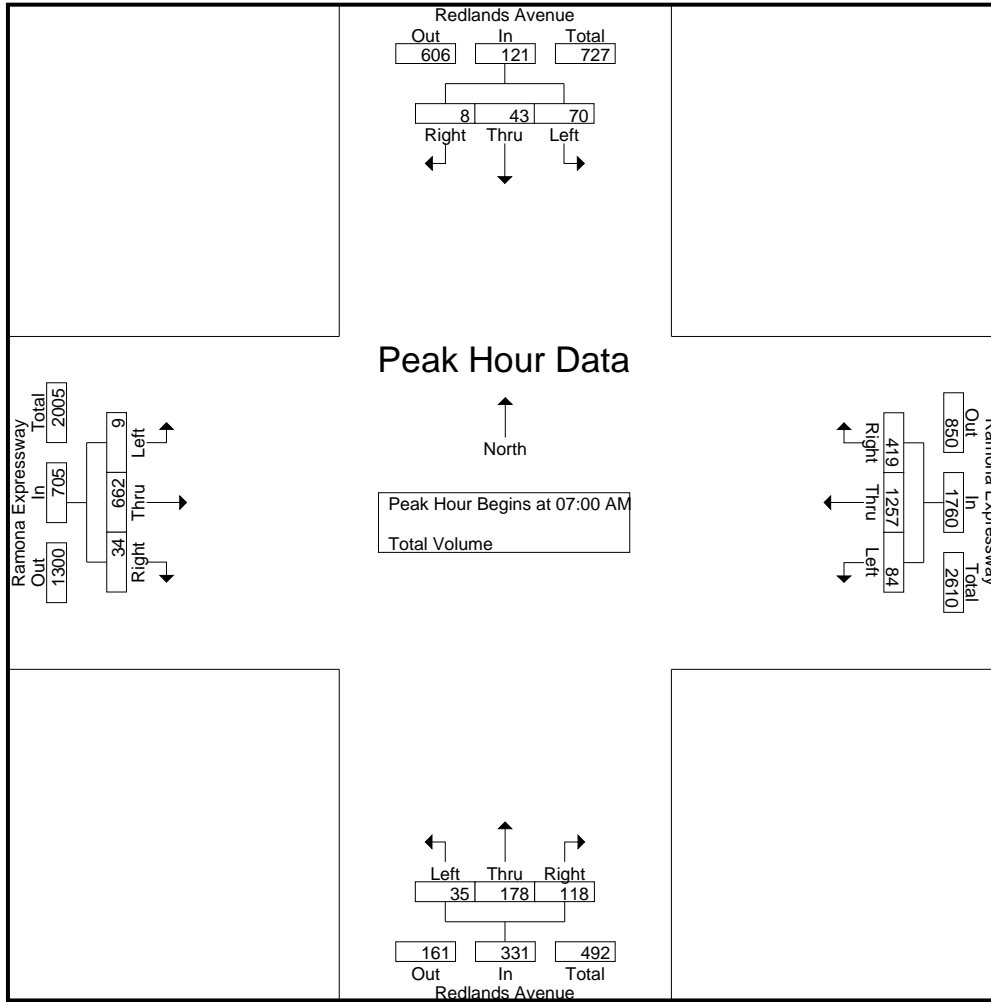 Redlands Avenue
Out In Total
606 121 727
8 43 70
Right Thru Left
Peak Hour Data
North
Peak Hour Begins at 07:00 AM
Total Volume
Ramona Expressway
Out In Total
1300 705 2005
9 662 34
Left Thru Right
Ramona Expressway
Out In Total
850 1760 2610
419 1257 84
Right Thru Left
Left Thru Right
35 178 118
161 331 492
Out In Total
Redlands Avenue